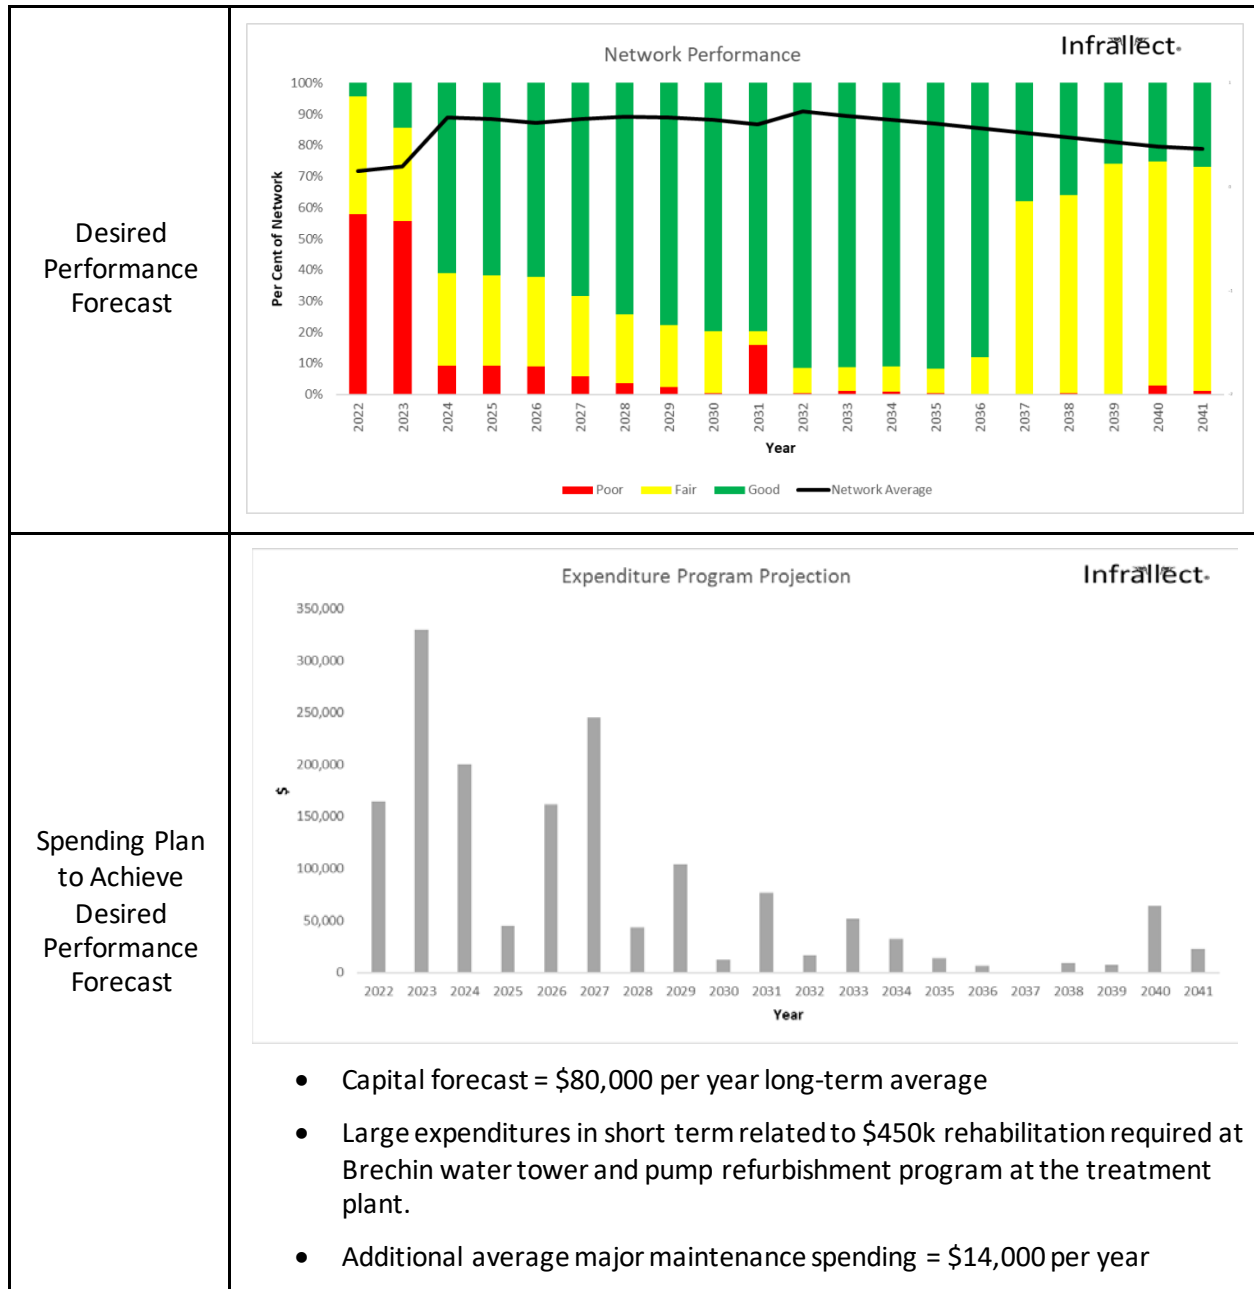 Desired
Performance
Forecast
Network Performance
Infrallect
Per Cent of Network
100%
90%
80%
70%
60%
50%
40%
30%
20%
10%
0%
2022 2023 2024 2025 2026 2027 2028 2029 2030 2031 2032 2033 2034 2035 2036 2037 2038 2039 2040 2041
Year
Poor Fair Good Network Average
Spending Plan
to Achieve
Desired
Performance
Forecast
Expenditure Program Projection
Infrallect
$
350,000
300,000
250,000
200,000
150,000
100,000
50,000
0
2022 2023 2024 2025 2026 2027 2028 2029 2030 2031 2032 2033 2034 2035 2036 2037 2038 2039 2040 2041
Year
• Capital forecast = $80,000 per year long-term average
• Large expenditures in short term related to $450k rehabilitation required at
Brechin water tower and pump refurbishment program at the treatment
plant.
• Additional average major maintenance spending = $14,000 per year